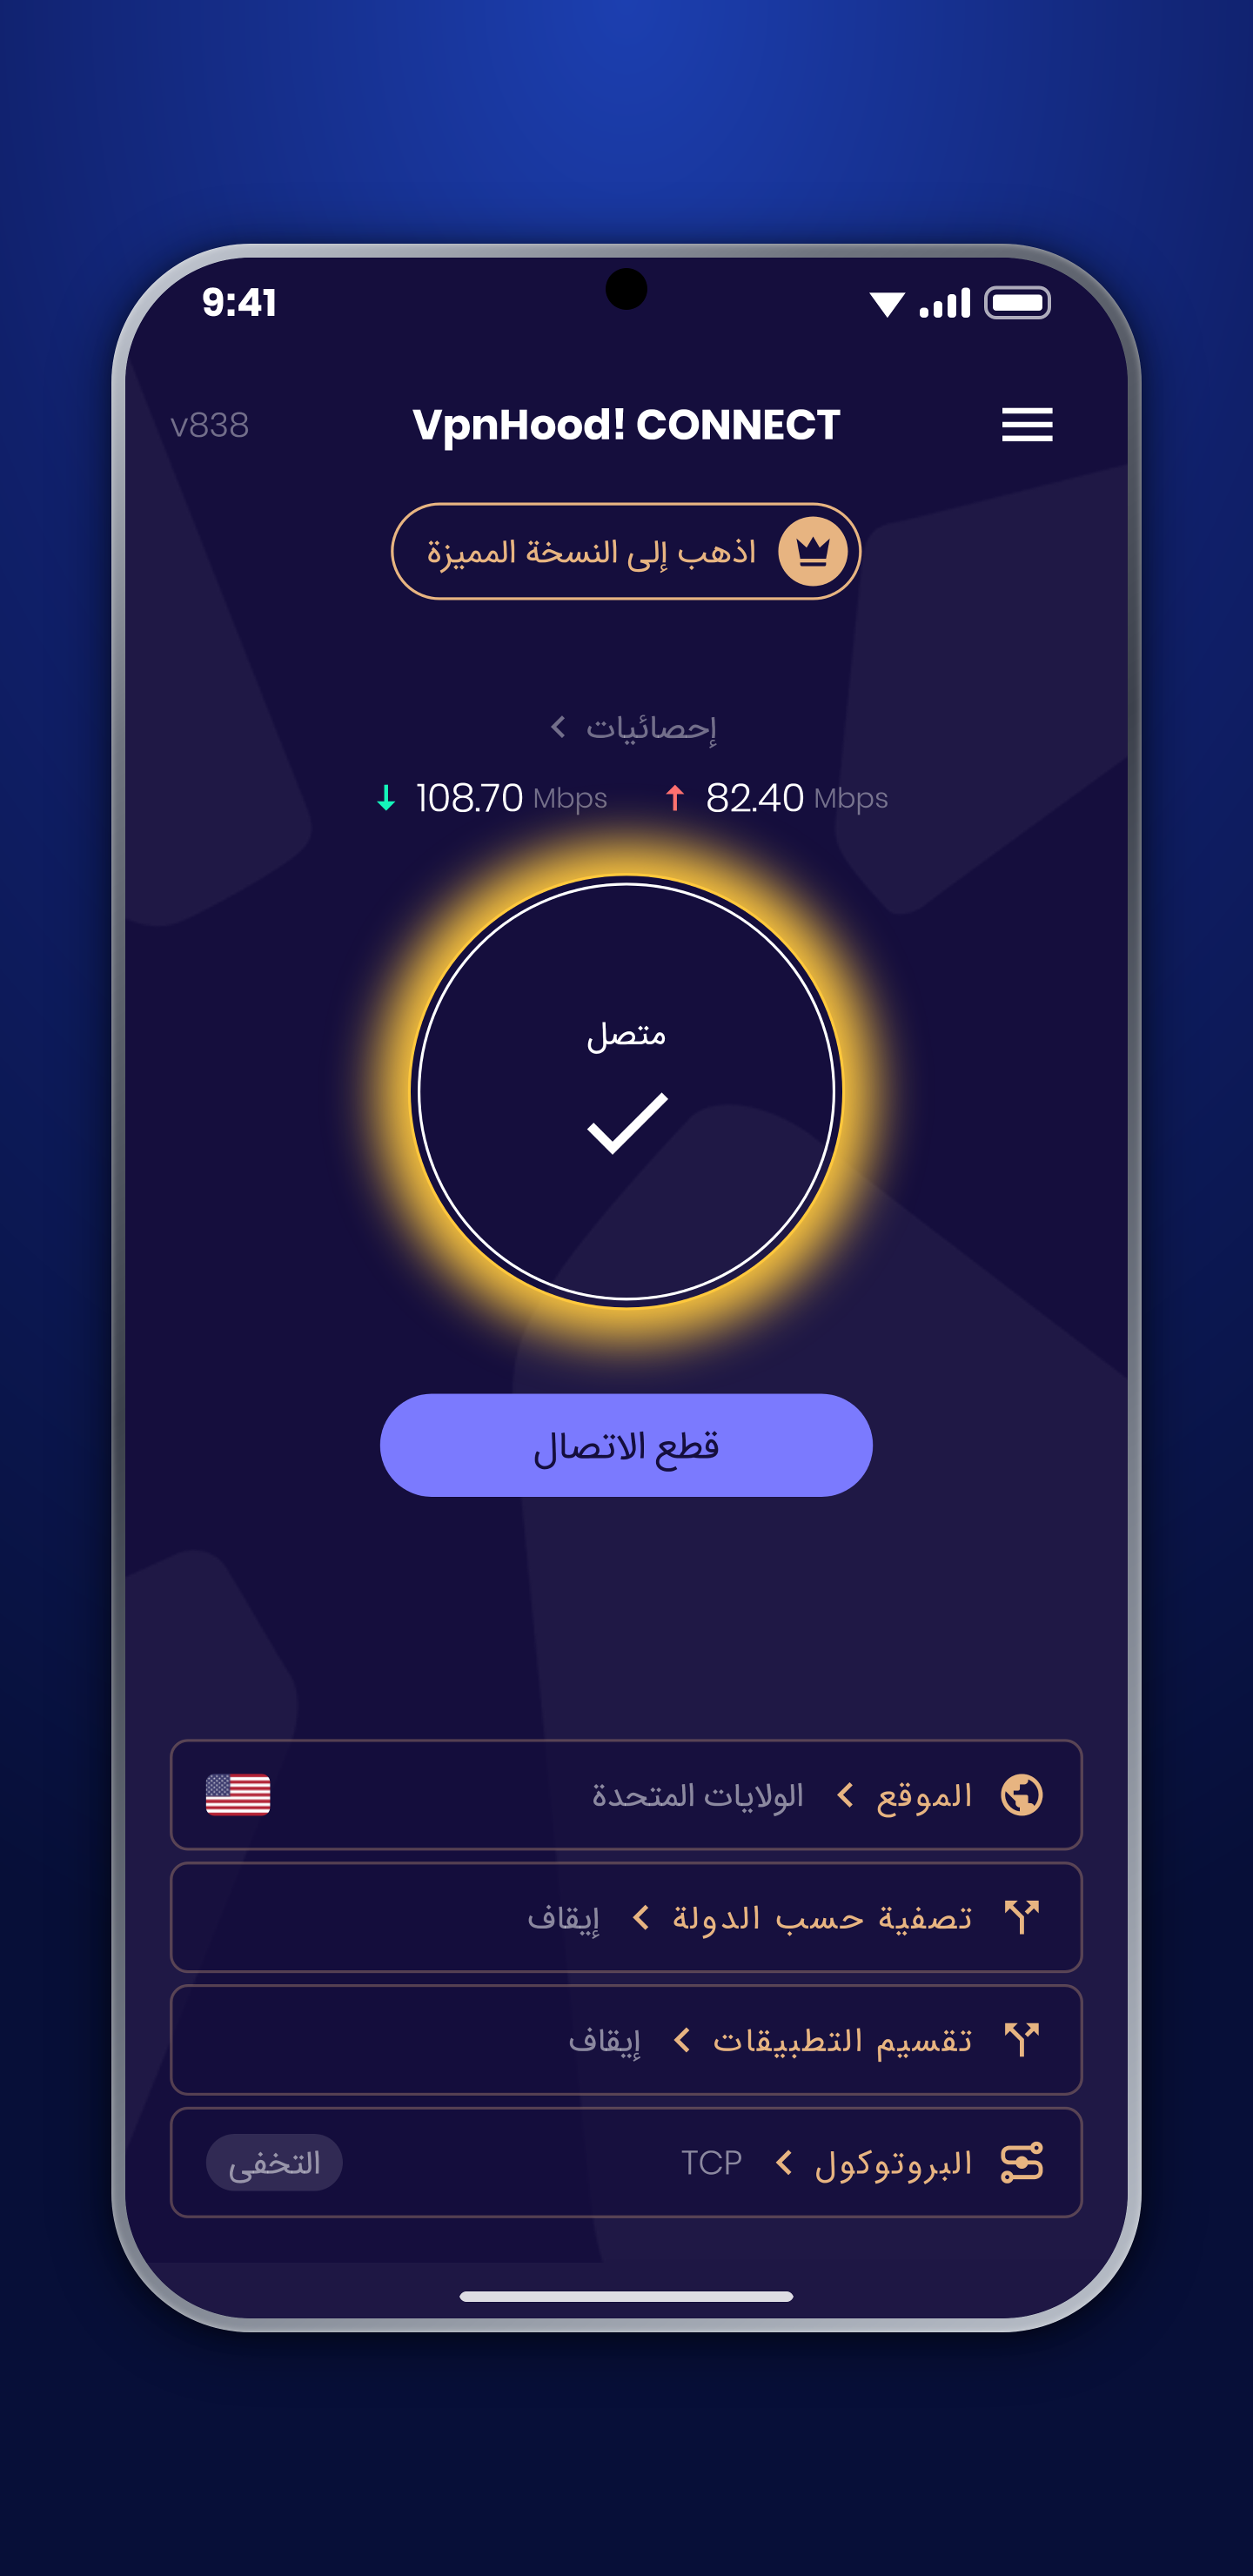 9:41
v838 VpnHood! CONNECT
اذهب إلى النسخة المميزة
إحصائيات
108.70 Mbps 82.40 Mbps
متصل
قطع الاتصال
الموقع الولايات المتحدة
تصفية حسب الدولة إيقاف
تقسيم التطبيقات إيقاف
البروتوكول TCP التخفي